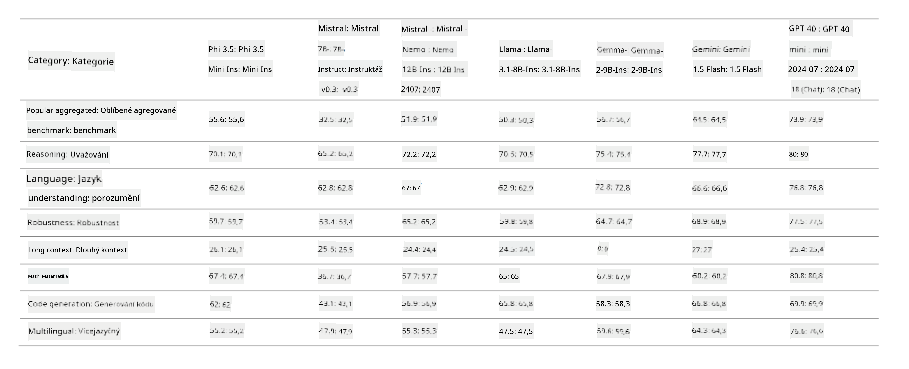 Category: Kategorie
Phi 3.5: Phi 3.5
Mini Ins: Mini Ins
Mistral: Mistral
7B-. 7B-
Instruct: Instruktáž
v0.3: v0.3
Mistral : Mistral
Nemo : Nemo
12B Ins : 12B Ins
2407: 2407
Llama : Llama
3.1-8B-Ins: 3.1-8B-Ins
Gemma- Gemma-
2-9B-Ins 2-9B-Ins
Gemini: Gemini
1.5 Flash: 1.5 Flash
GPT 4O : GPT 4O
mini : mini
2024 07 : 2024 07
18 (Chat): 18 (Chat)
Popular aggregated: Oblíbené agregované
benchmark: benchmark
55.6: 55,6 32.5: 32,5 51.9: 51,9 50.3: 50,3 56.7: 56,7 64.5: 64,5 73.9: 73,9
Reasoning: Uvažování 70.1: 70,1 65.2: 65,2 72.2: 72,2 70.5: 70,5 75.4: 75,4 77.7: 77,7 80: 80
Language: Jazyk
understanding: porozumění
62.6: 62,6 62.8: 62,8 67: 67 62.9: 62,9 72.8: 72,8 66.6: 66,6 76.8: 76,8
Robustness: Robustnost 59.7: 59,7 53.4: 53,4 65.2: 65,2 59.8: 59,8 64.7: 64,7 68.9: 68,9 77.5: 77,5
Long context: Dlouhý kontext 26.1: 26,1 25.5: 25,5 24.4: 24,4 24.5: 24,5 27: 27 25.4: 25,4
67.4: 67,4 36.7: 36,7 57.7: 57,7 65: 65 67.9: 67,9 60.2: 60,2 80.8: 80,8
Code generation: Generování kódu 62: 62 43.1: 43,1 56.9: 56,9 65.8: 65,8 58.3: 58,3 66.8: 66,8 69.9: 69,9
Multilingual: Vícejazyčný 55.2: 55,2 47.9: 47,9 55.3: 55,3 47.5: 47,5 59.6: 59,6 64.3: 64,3 76.6: 76,6